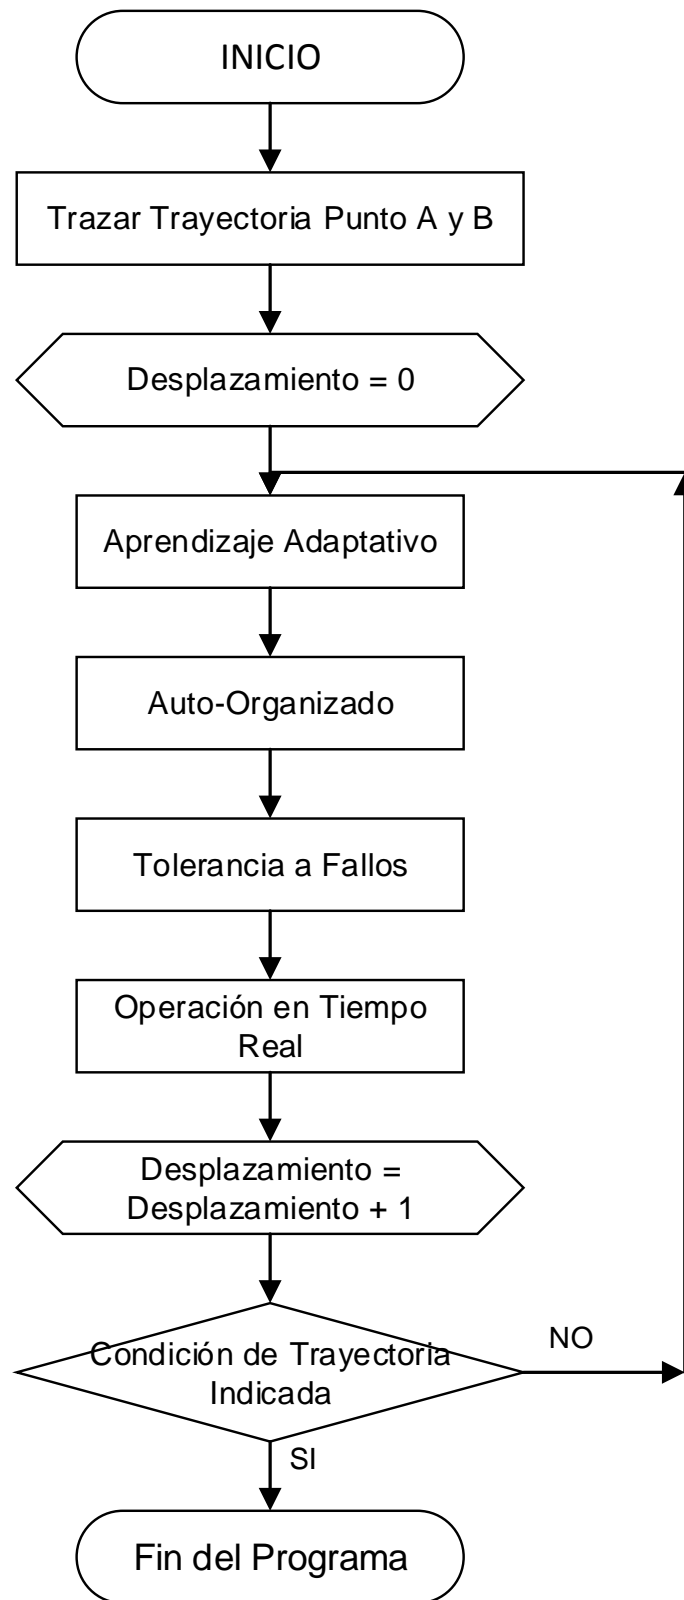 INICIO
Trazar Trayectoria Punto A y B
Desplazamiento = 0
Aprendizaje Adaptativo
Auto-Organizado
Tolerancia a Fallos
Operación en Tiempo
Real
Desplazamiento =
Desplazamiento + 1
Condición de Trayectoria
Indicada
NO
SI
Fin del Programa